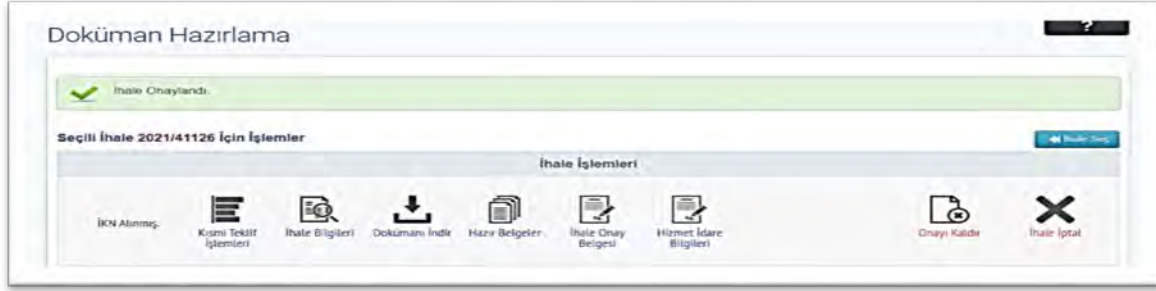 Doküman Hazırlama
?
İhale Onaylandı.
Seçili İhale 2021/41126 İçin İşlemler
İhale Seç
İhale İşlemleri
İKN Alınmış.
Kısmi Teklif İşlemleri
İhale Bilgileri
Dokümanı İndir
Hazır Belgeler
İhale Onay Belgesi
Hizmet İdare Bilgileri
Onayı Kaldır
İhale İptal